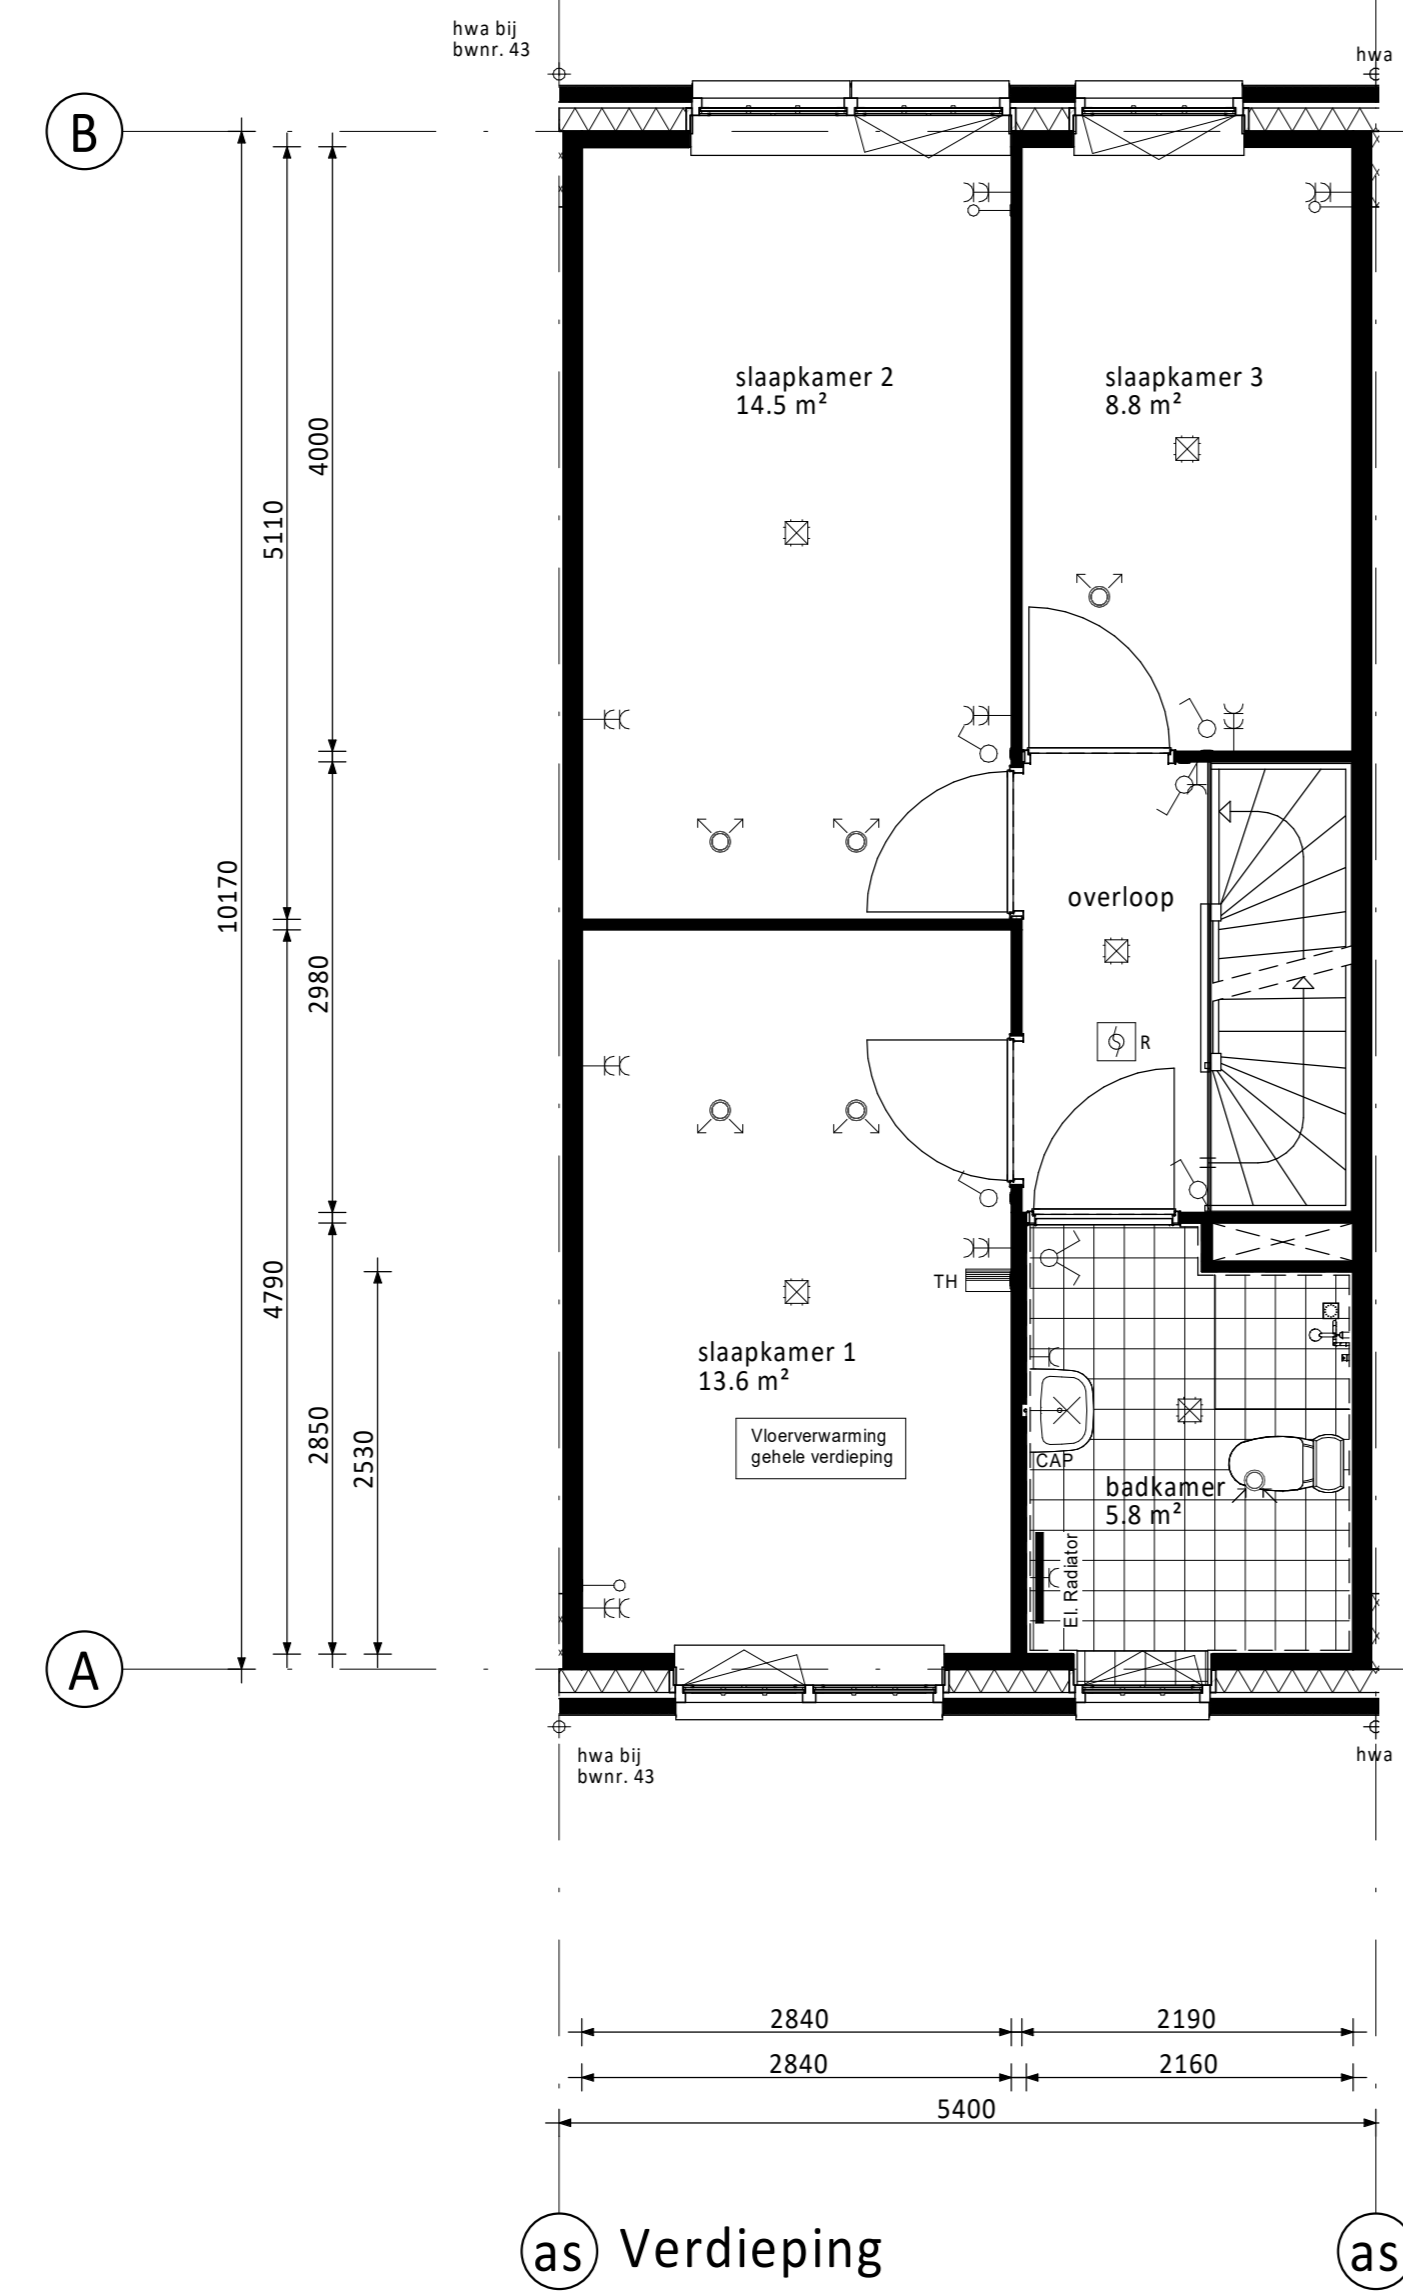 hwa bij
bwnr. 43
hwa
B
slaapkamer 2
14.5 m²
slaapkamer 3
8.8 m²
4000
5110
10170
overloop
2980
R
4790
TH
slaapkamer 1
13.6 m²
Vloerverwarming
gehele verdieping
2850
2530
CAP
badkamer
5.8 m²
El. Radiator
A
hwa bij
bwnr. 43
hwa
2840
2190
2840
2160
5400
as
Verdieping
as